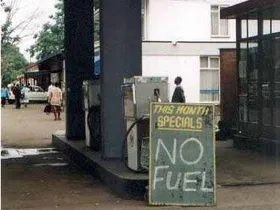 THIS MONTH
SPECIALS
NO
FUEL